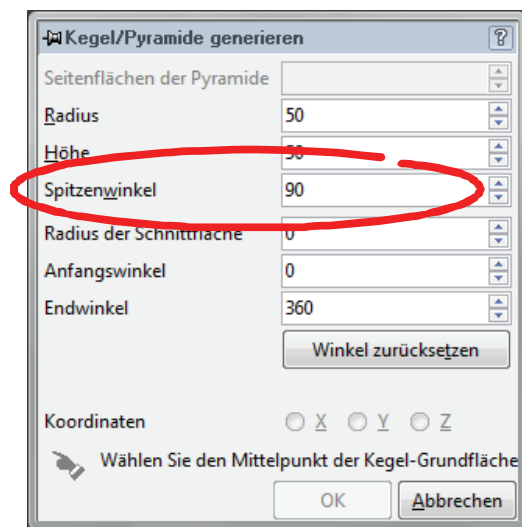 Kegel/Pyramide generieren ?
Seitenflächen der Pyramide
Radius 50
Höhe 50
Spitzenwinkel 90
Radius der Schnittfläche 0
Anfangswinkel 0
Endwinkel 360
Winkel zurücksetzen
Koordinaten X Y Z
Wählen Sie den Mittelpunkt der Kegel-Grundfläche
OK Abbrechen